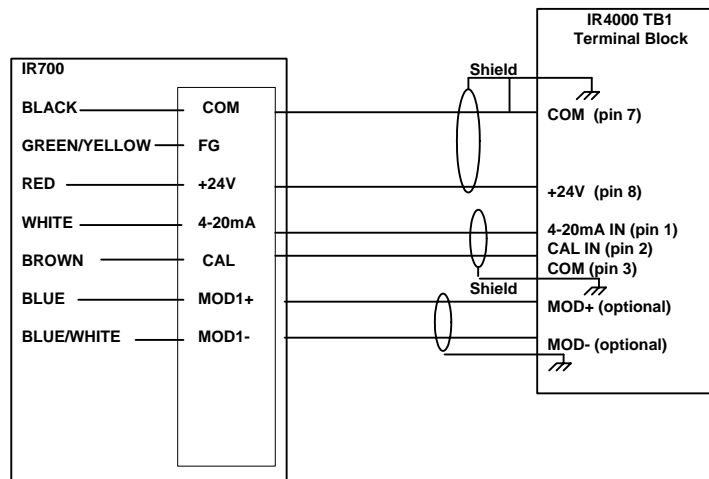 IR4000 TB1
Terminal Block
IR700
Shield
BLACK COM
COM (pin 7)
GREEN/YELLOW FG
RED +24V
+24V (pin 8)
WHITE 4-20mA
4-20mA IN (pin 1)
CAL IN (pin 2)
BROWN CAL
COM (pin 3)
Shield
BLUE MOD1+
MOD+ (optional)
BLUE/WHITE MOD1-
MOD- (optional)